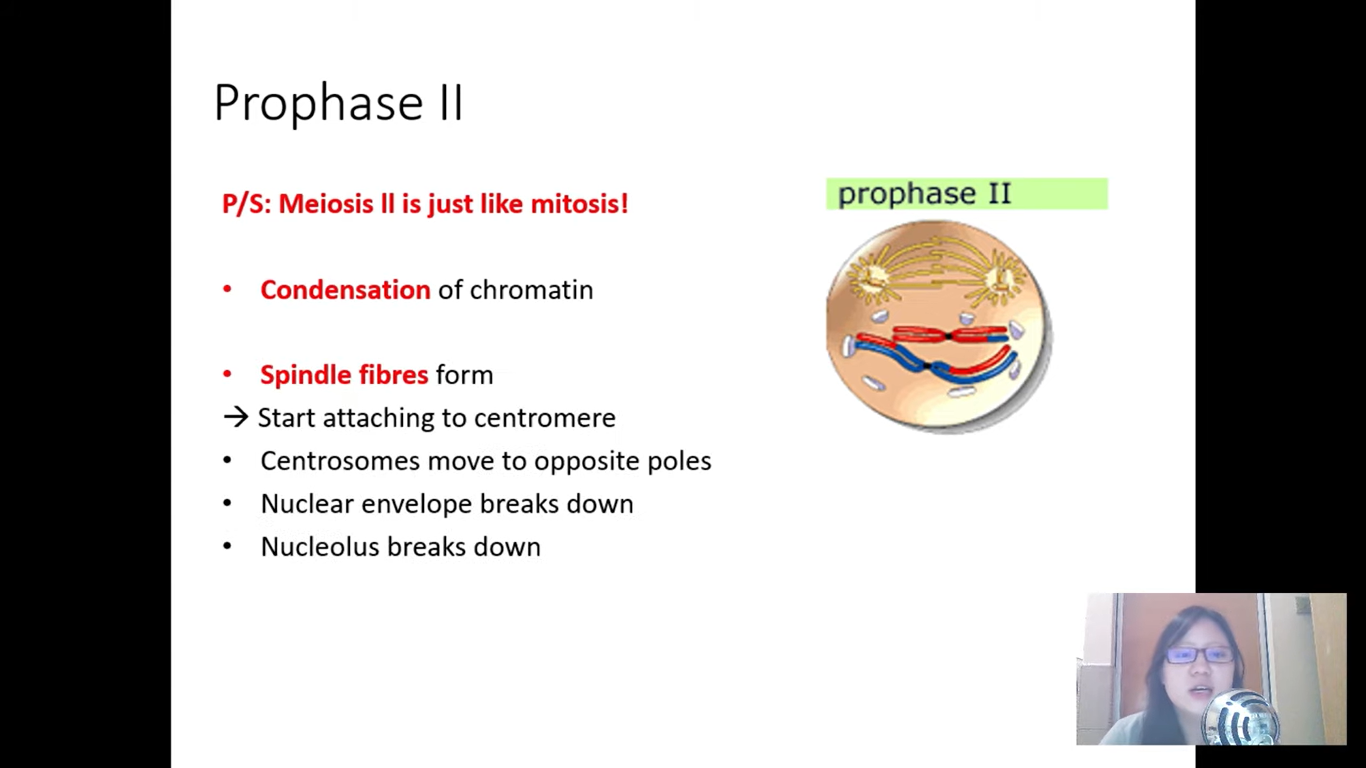 Prophase II
P/S: Meiosis ll is just like mitosis!
prophase II
• Condensation of chromatin
• Spindle fibres form
→ Start attaching to centromere
• Centrosomes move to opposite poles
• Nuclear envelope breaks down
• Nucleolus breaks down